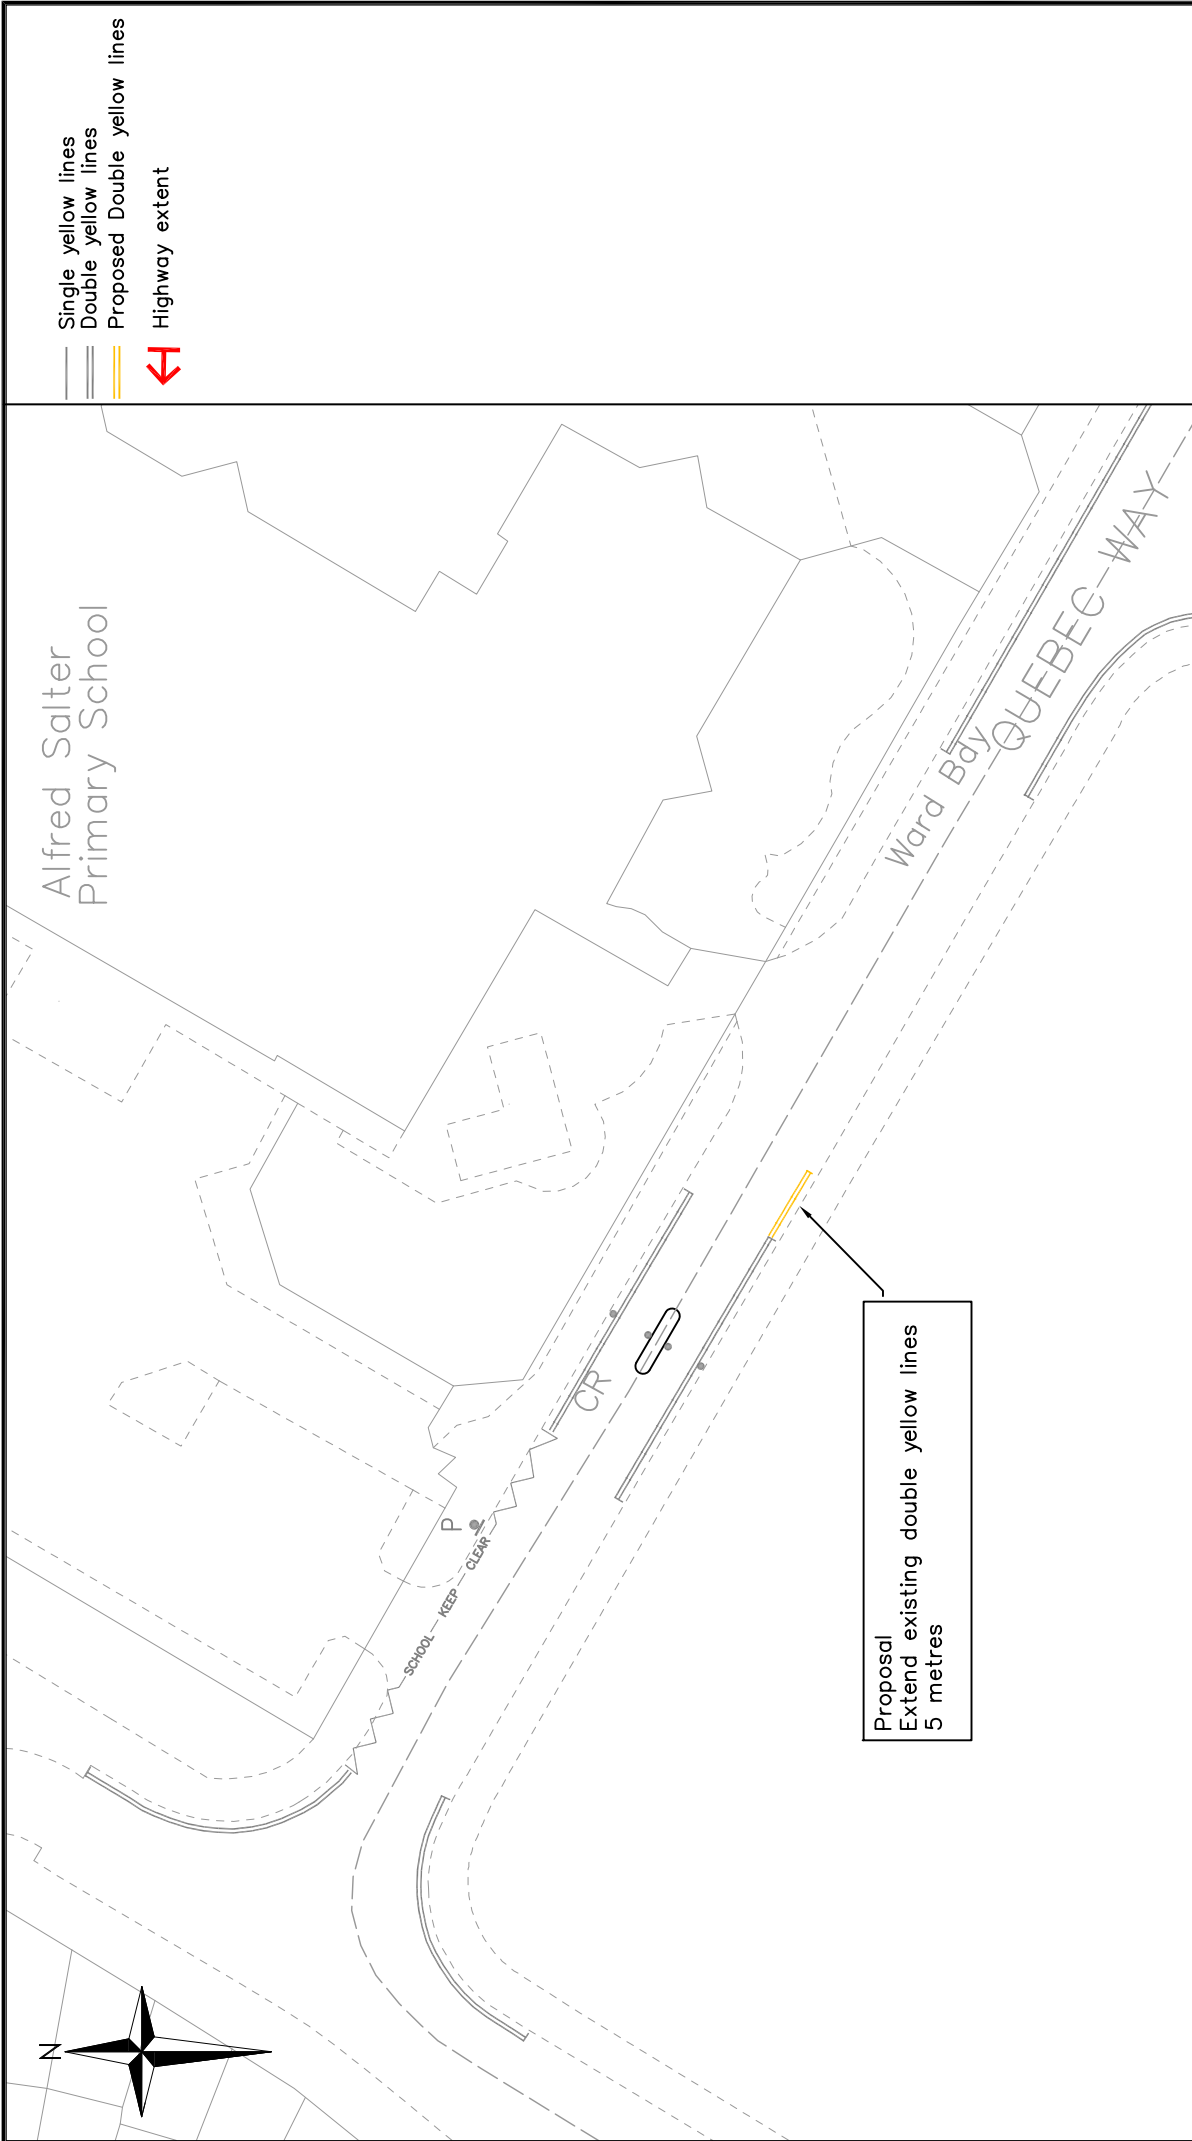 Single yellow lines
Double yellow lines
Proposed Double yellow lines
Highway extent
Alfred Salter
Primary School
QUEBEC WAY
Ward Bdy
CR
P
SCHOOL KEEP CLEAR
Proposal
Extend existing double yellow lines
5 metres
N